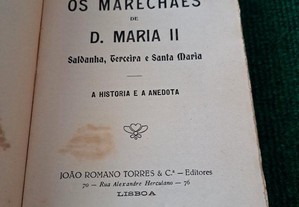 OS MARECHAES
DE
D. MARIA II
Saldanha, Terceira e Santa Maria
A HISTORIA E A ANEDOTA
JOÃO ROMANO TORRES & C.ª — Editores
70 — Rua Alexandre Herculano — 76
LISBOA